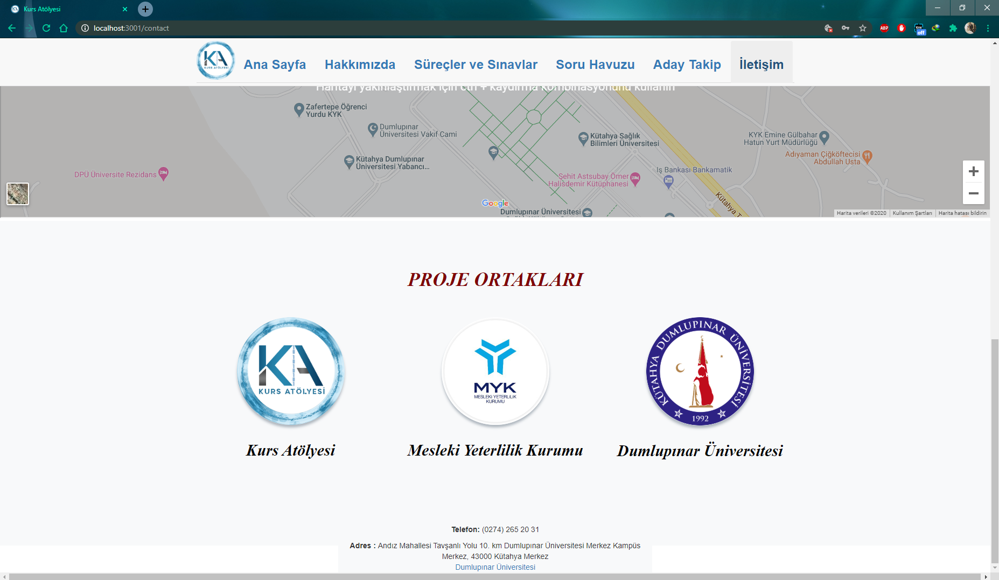 Kurs Atölyesi
localhost:3001/contact
ABP
off
KA
KURS ATÖLYESİ
Ana Sayfa Hakkımızda Süreçler ve Sınavlar Soru Havuzu Aday Takip İletişim
Haritayı yakınlaştırmak için ctrl + kaydırma kombinasyonunu kullanın
Zafertepe Öğrenci
Yurdu KYK
Dumlupınar
Üniversitesi Vakıf Cami
Kütahya Sağlık
Bilimleri Üniversitesi
KYK Emine Gülbahar
Hatun Yurt Müdürlüğü
Kütahya Dumlupınar
Üniversitesi Yabancı...
Adıyaman Çiğköftecisi
Abdullah Usta
DPÜ Üniversite Rezidans
Şehit Astsubay Ömer
Halisdemir Kütüphanesi
İş Bankası Bankamatik
Kütahya T
Google
Dumlupınar Üniversitesi
Harita verileri ©2020 Kullanım Şartları Harita hatası bildirin
PROJE ORTAKLARI
KA
KURS ATÖLYESİ
MYK
MESLEKİ YETERLİLİK
KURUMU
KÜTAHYA DUMLUPINAR ÜNİVERSİTESİ
1992
Kurs Atölyesi
Mesleki Yeterlilik Kurumu
Dumlupınar Üniversitesi
Telefon: (0274) 265 20 31
Adres : Andız Mahallesi Tavşanlı Yolu 10. km Dumlupınar Üniversitesi Merkez Kampüs
Merkez, 43000 Kütahya Merkez
Dumlupınar Üniversitesi